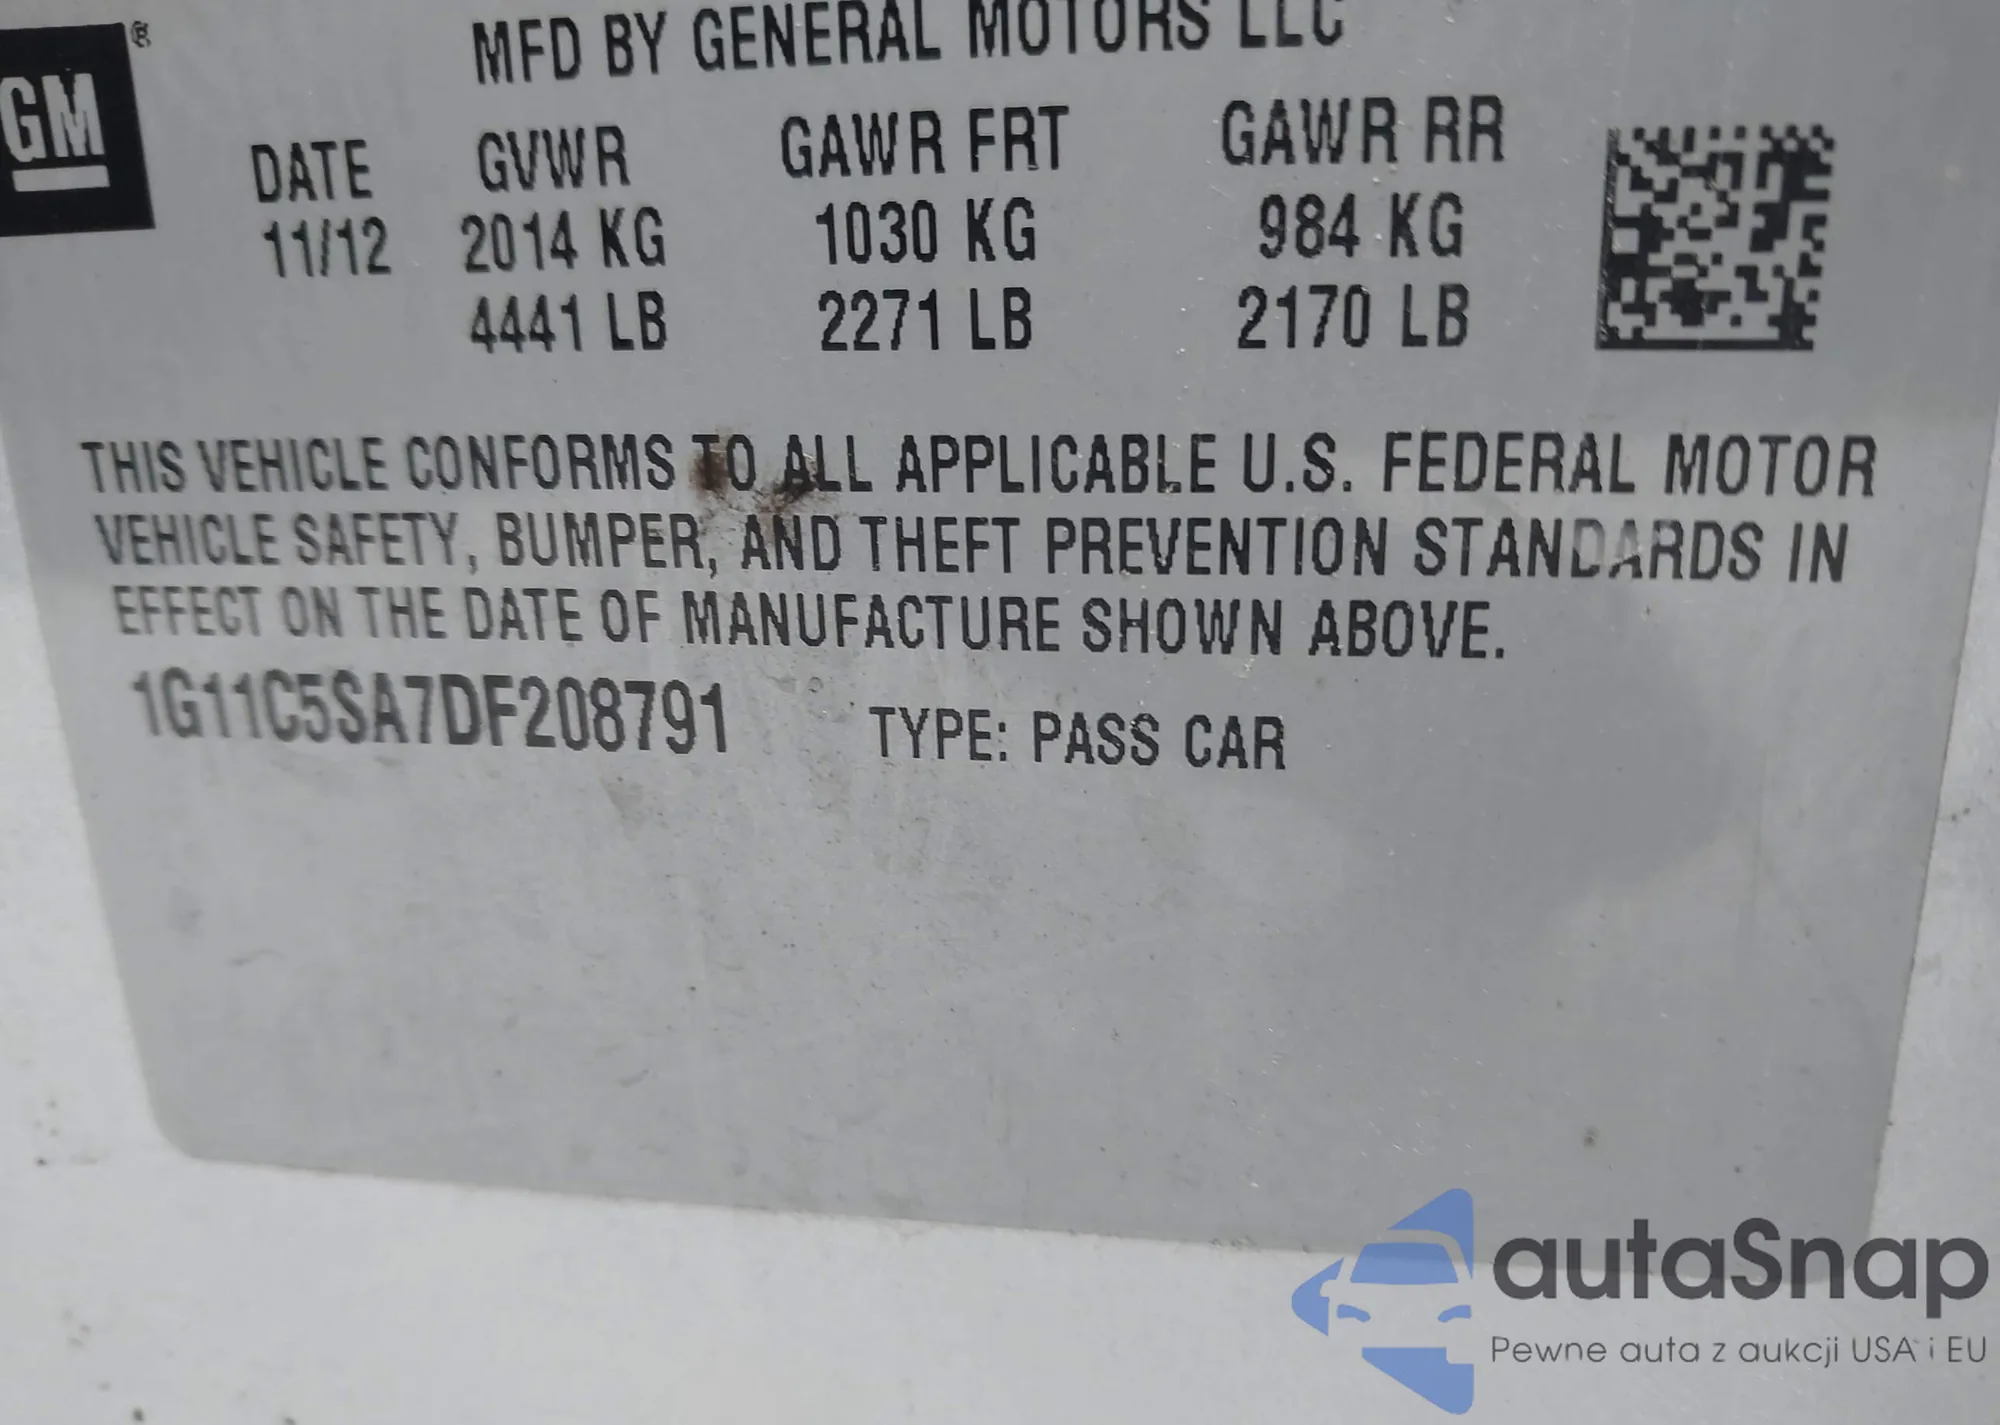 MFD BY GENERAL MOTORS LLC
GM®
DATE GVWR GAWR FRT GAWR RR
11/12 2014 KG 1030 KG 984 KG
4441 LB 2271 LB 2170 LB
THIS VEHICLE CONFORMS TO ALL APPLICABLE U.S. FEDERAL MOTOR
VEHICLE SAFETY, BUMPER, AND THEFT PREVENTION STANDARDS IN
EFFECT ON THE DATE OF MANUFACTURE SHOWN ABOVE.
1G11C5SA7DF208791 TYPE: PASS CAR
autaSnap
Pewne auta z aukcji USA i EU